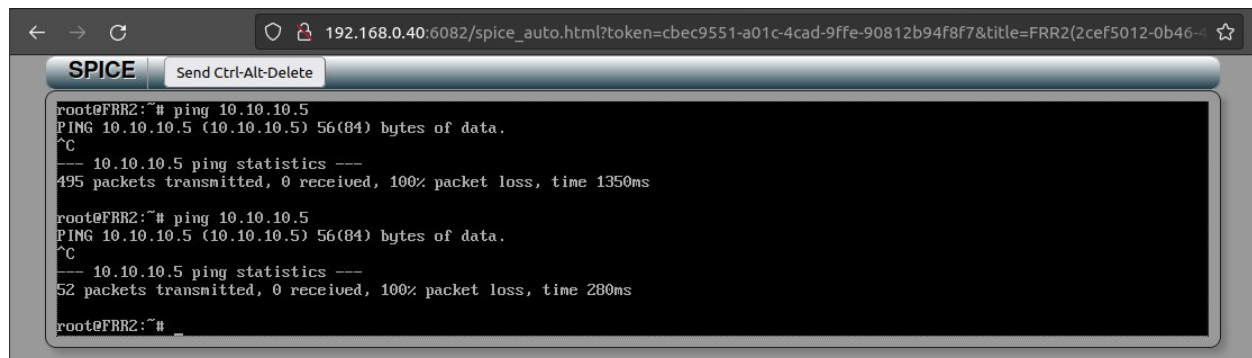 192.168.0.40:6082/spice_auto.html?token=cbec9551-a01c-4cad-9ffe-90812b94f8f7&title=FRR2(2cef5012-0b46-4
SPICE Send Ctrl-Alt-Delete
root@FRR2:~# ping 10.10.10.5
PING 10.10.10.5 (10.10.10.5) 56(84) bytes of data.
^C
--- 10.10.10.5 ping statistics ---
495 packets transmitted, 0 received, 100% packet loss, time 1350ms
root@FRR2:~# ping 10.10.10.5
PING 10.10.10.5 (10.10.10.5) 56(84) bytes of data.
^C
--- 10.10.10.5 ping statistics ---
52 packets transmitted, 0 received, 100% packet loss, time 280ms
root@FRR2:~# _